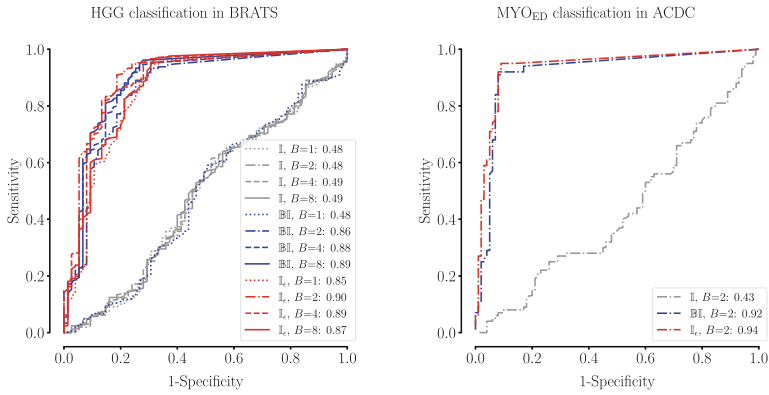 HGG classification in BRATS
1.0
0.8
0.6
0.4
0.2
0.0
Sensitivity
𝕀, B=1: 0.48
𝕀, B=2: 0.48
𝕀, B=4: 0.49
𝕀, B=8: 0.49
𝔹𝕀, B=1: 0.48
𝔹𝕀, B=2: 0.86
𝔹𝕀, B=4: 0.88
𝔹𝕀, B=8: 0.89
𝕀ₑ, B=1: 0.85
𝕀ₑ, B=2: 0.90
𝕀ₑ, B=4: 0.89
𝕀ₑ, B=8: 0.87
0.0 0.2 0.4 0.6 0.8 1.0
1-Specificity
MYO_ED classification in ACDC
1.0
0.8
0.6
0.4
0.2
0.0
Sensitivity
𝕀, B=2: 0.43
𝔹𝕀, B=2: 0.92
𝕀ₑ, B=2: 0.94
0.0 0.2 0.4 0.6 0.8 1.0
1-Specificity